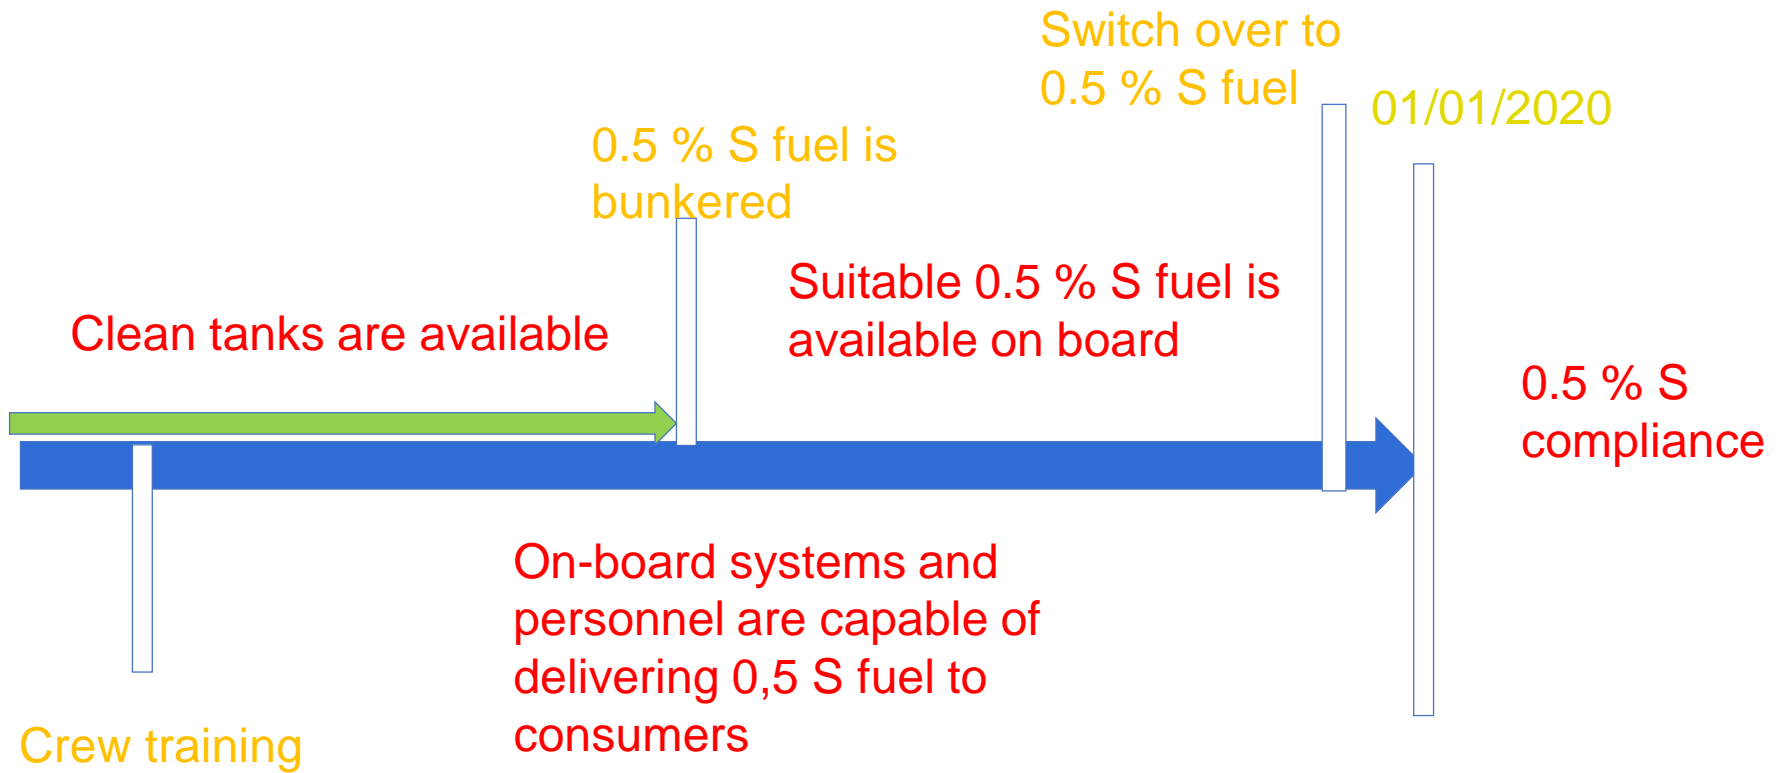 Switch over to
0.5 % S fuel
01/01/2020
0.5 % S fuel is
bunkered
Suitable 0.5 % S fuel is
available on board
Clean tanks are available
0.5 % S
compliance
On-board systems and
personnel are capable of
delivering 0,5 S fuel to
consumers
Crew training